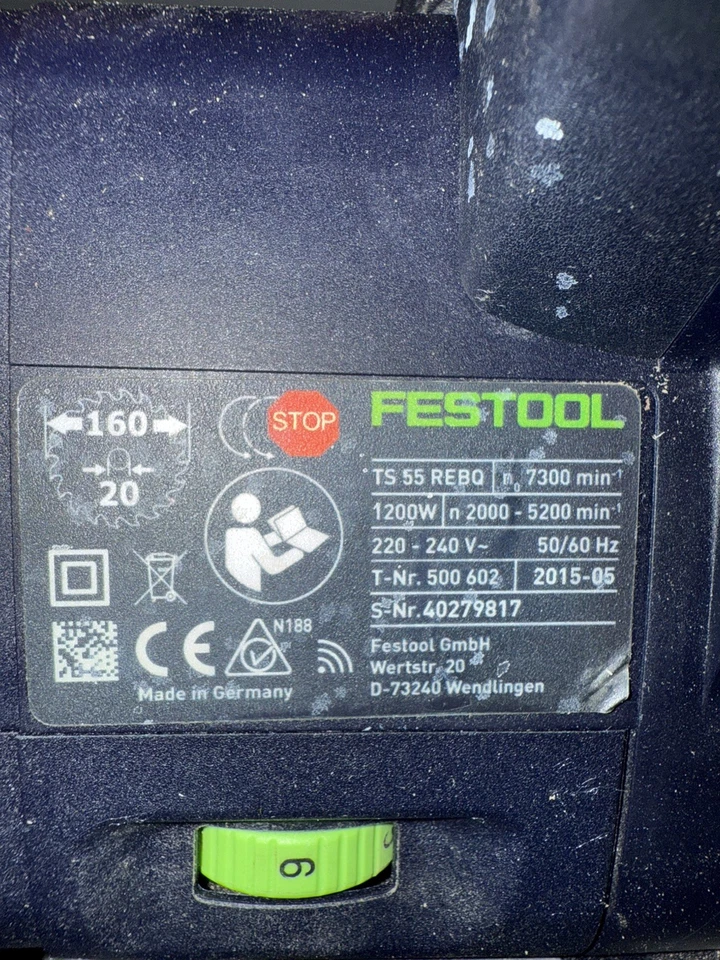 160
20
STOP
FESTOOL
TS 55 REBQ n₀ 7300 min⁻¹
1200W n 2000 - 5200 min⁻¹
220 - 240 V~ 50/60 Hz
T-Nr. 500 602 2015-05
S-Nr. 40279817
N188
Festool GmbH
Wertstr. 20
D-73240 Wendlingen
CE
Made in Germany
6